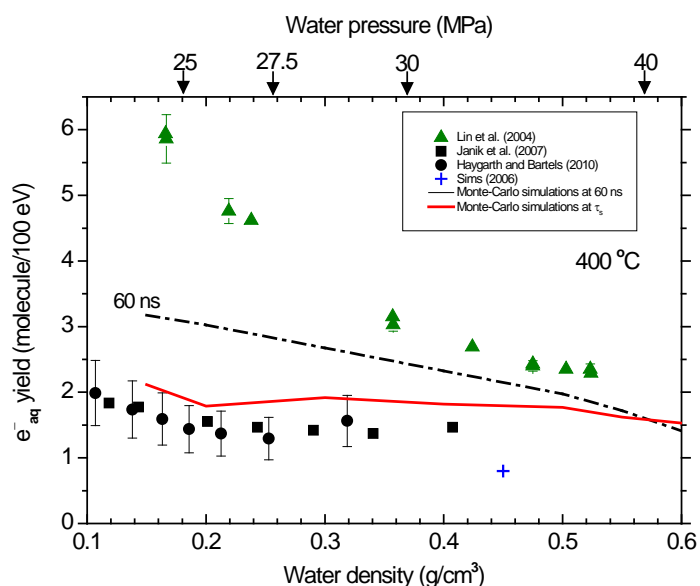 Water pressure (MPa)
25 27.5 30 40
6
5
4
3
2
1
0
e⁻aq yield (molecule/100 eV)
Lin et al. (2004)
Janik et al. (2007)
Haygarth and Bartels (2010)
Sims (2006)
Monte-Carlo simulations at 60 ns
Monte-Carlo simulations at τs
400 °C
60 ns
0.1 0.2 0.3 0.4 0.5 0.6
Water density (g/cm³)